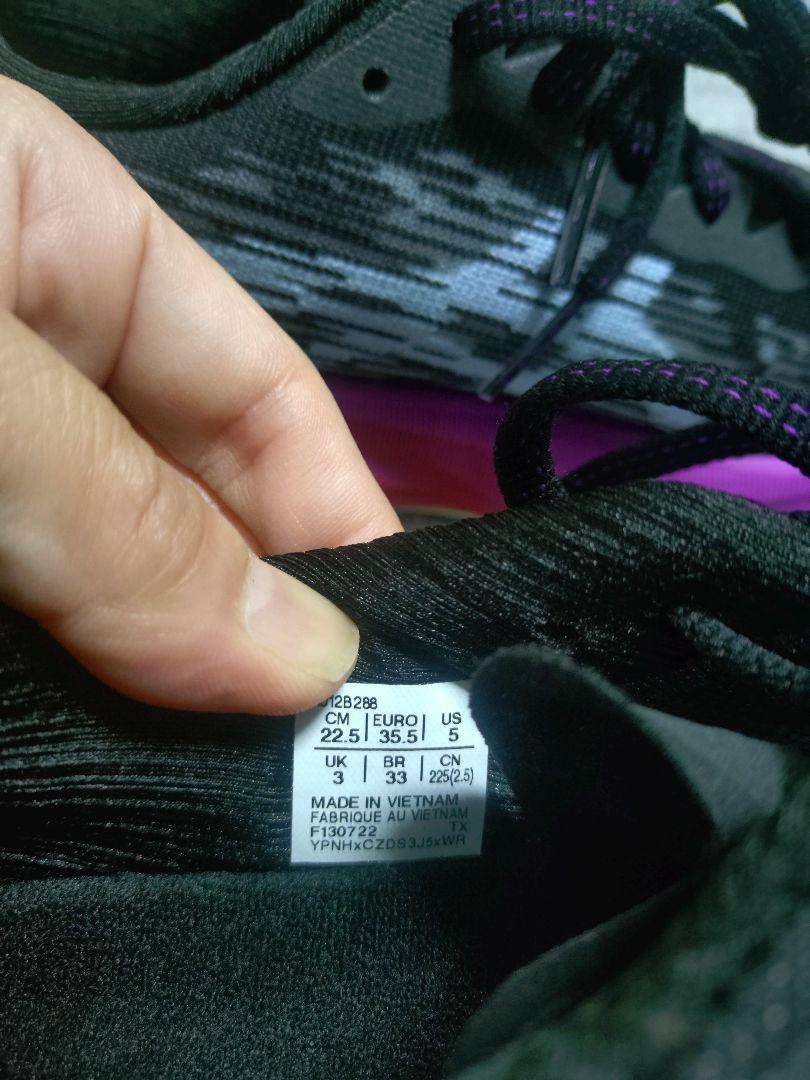 12B288
CM EURO US
22.5 35.5 5
UK BR CN
3 33 225(2.5)
MADE IN VIETNAM
FABRIQUE AU VIETNAM
F130722 TX
YPNHxCZDS3J5xWR